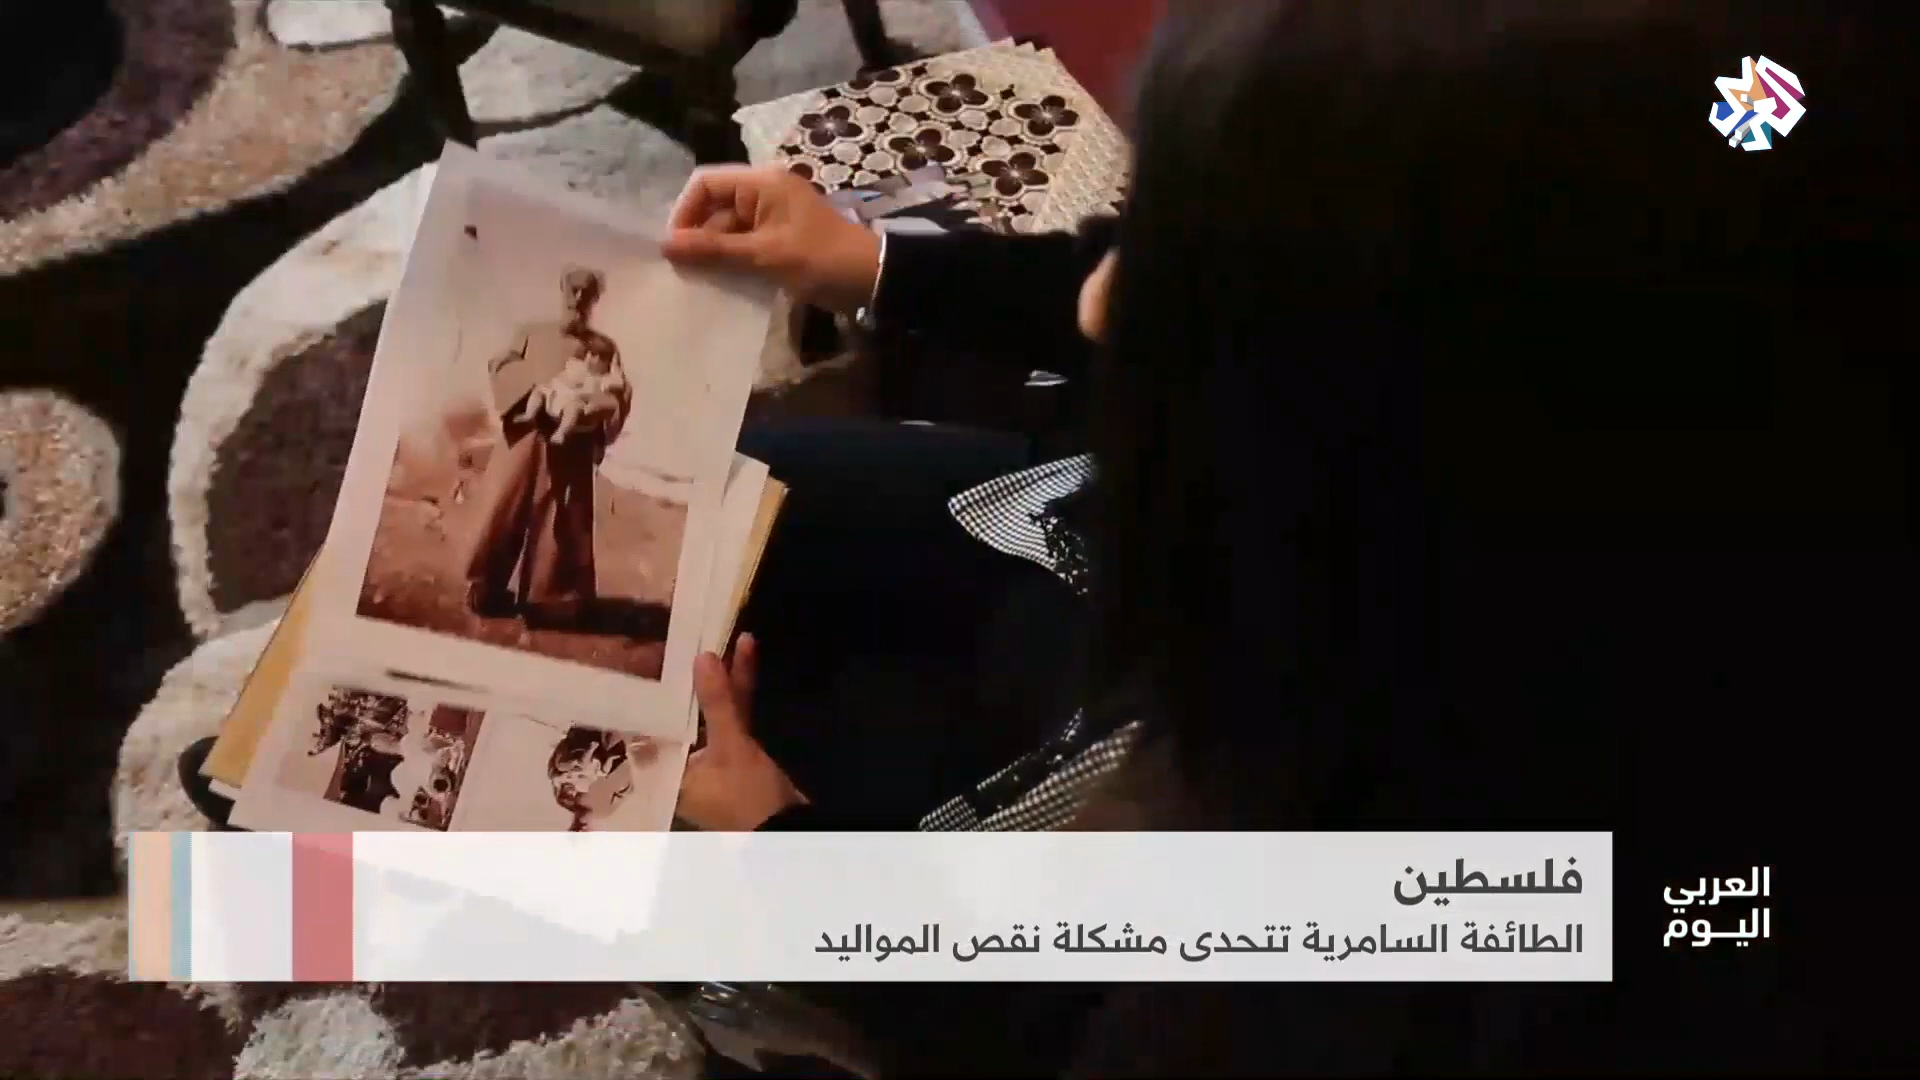 فلسطين
الطائفة السامرية تتحدى مشكلة نقص المواليد
العربي
اليوم